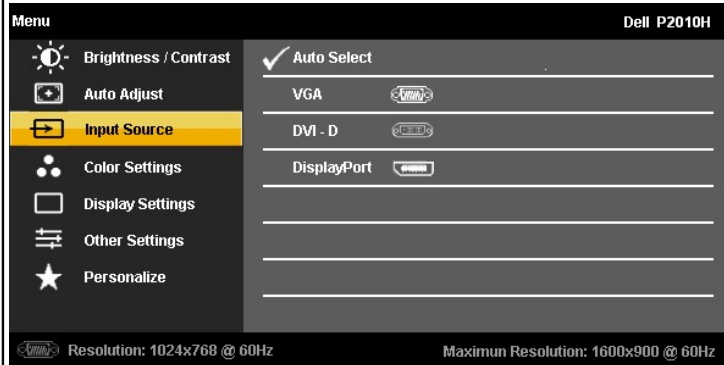 Menu Dell P2010H
Brightness / Contrast Auto Select
Auto Adjust VGA
Input Source DVI - D
Color Settings DisplayPort
Display Settings
Other Settings
Personalize
Resolution: 1024x768 @ 60Hz Maximun Resolution: 1600x900 @ 60Hz